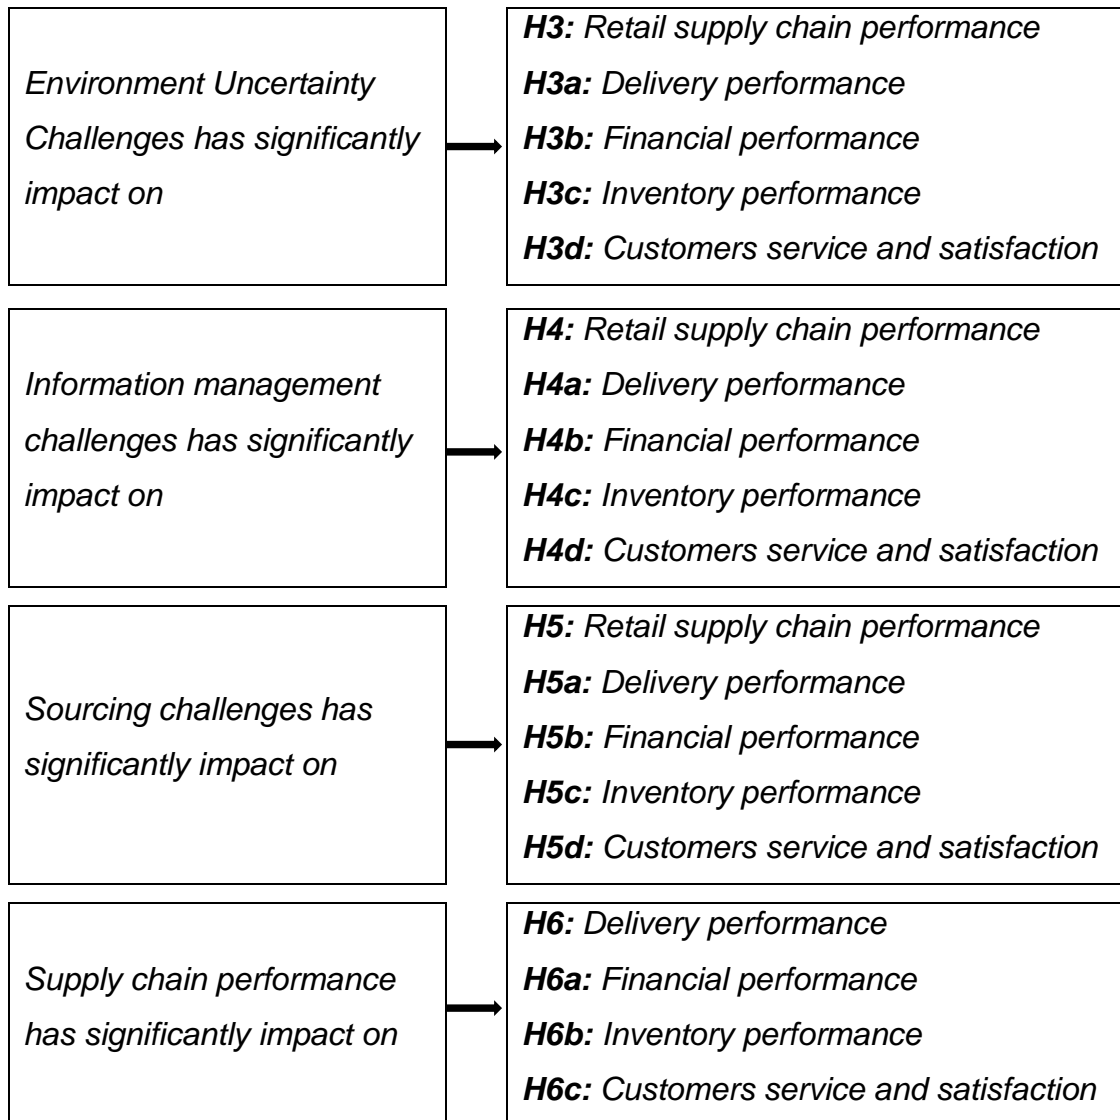 Environment Uncertainty
Challenges has significantly
impact on
H3: Retail supply chain performance
H3a: Delivery performance
H3b: Financial performance
H3c: Inventory performance
H3d: Customers service and satisfaction
Information management
challenges has significantly
impact on
H4: Retail supply chain performance
H4a: Delivery performance
H4b: Financial performance
H4c: Inventory performance
H4d: Customers service and satisfaction
Sourcing challenges has
significantly impact on
H5: Retail supply chain performance
H5a: Delivery performance
H5b: Financial performance
H5c: Inventory performance
H5d: Customers service and satisfaction
Supply chain performance
has significantly impact on
H6: Delivery performance
H6a: Financial performance
H6b: Inventory performance
H6c: Customers service and satisfaction